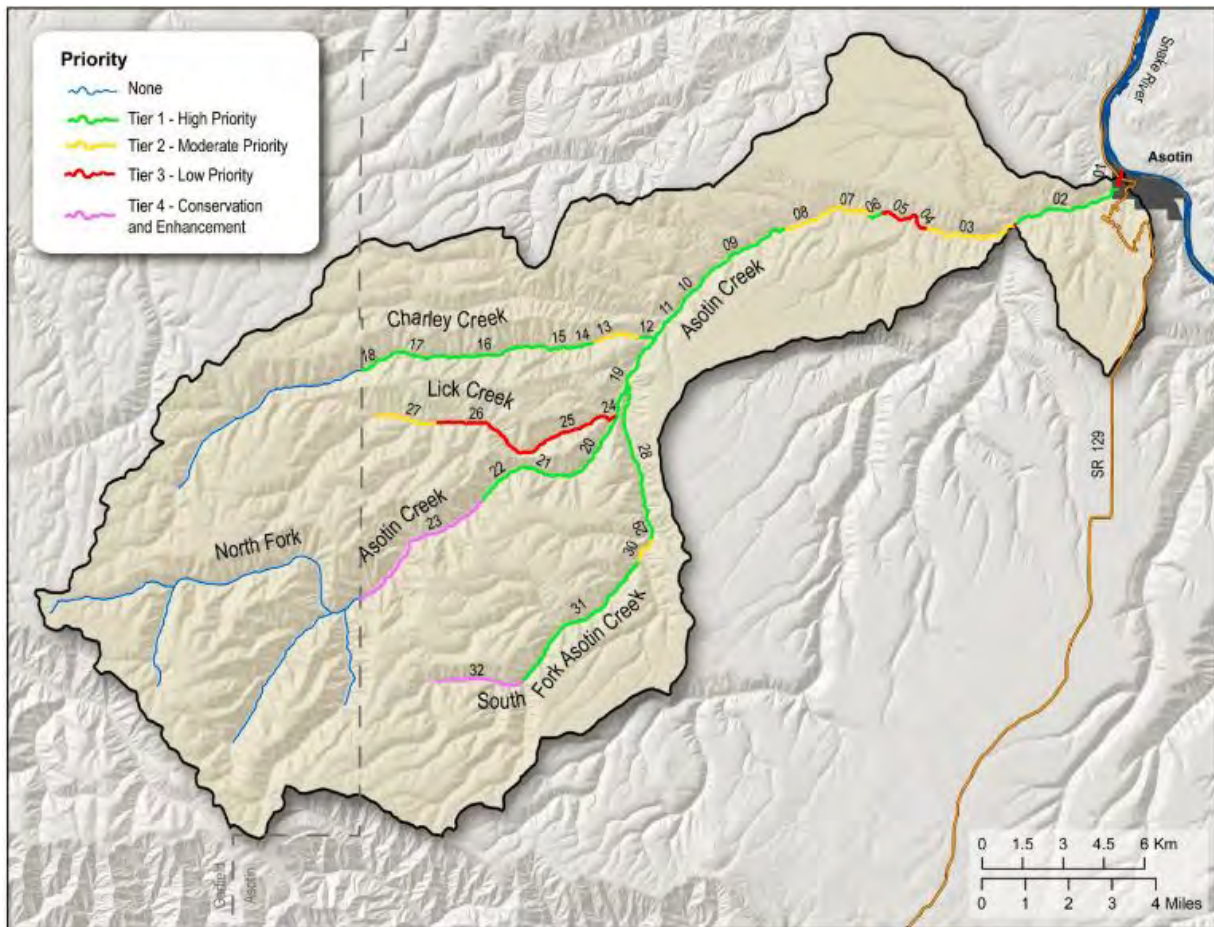 Priority
None
Tier 1 - High Priority
Tier 2 - Moderate Priority
Tier 3 - Low Priority
Tier 4 - Conservation
and Enhancement
Snake River
Asotin
01
02
03
04
05
06
07
08
09
10
11
Asotin Creek
12
13
14
15
16
17
18
Charley Creek
19
20
21
22
23
24
25
26
27
Lick Creek
28
29
30
31
32
North Fork
Asotin Creek
South
Fork Asotin Creek
SR 129
Garfield
Asotin
0 1.5 3 4.5 6 Km
0 1 2 3 4 Miles